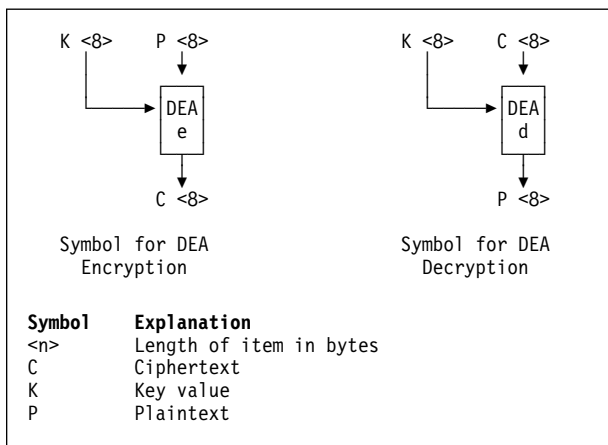 K <8> P <8> K <8> C <8>
DEA DEA
e d
C <8> P <8>
Symbol for DEA Symbol for DEA
Encryption Decryption
Symbol Explanation
<n> Length of item in bytes
C Ciphertext
K Key value
P Plaintext